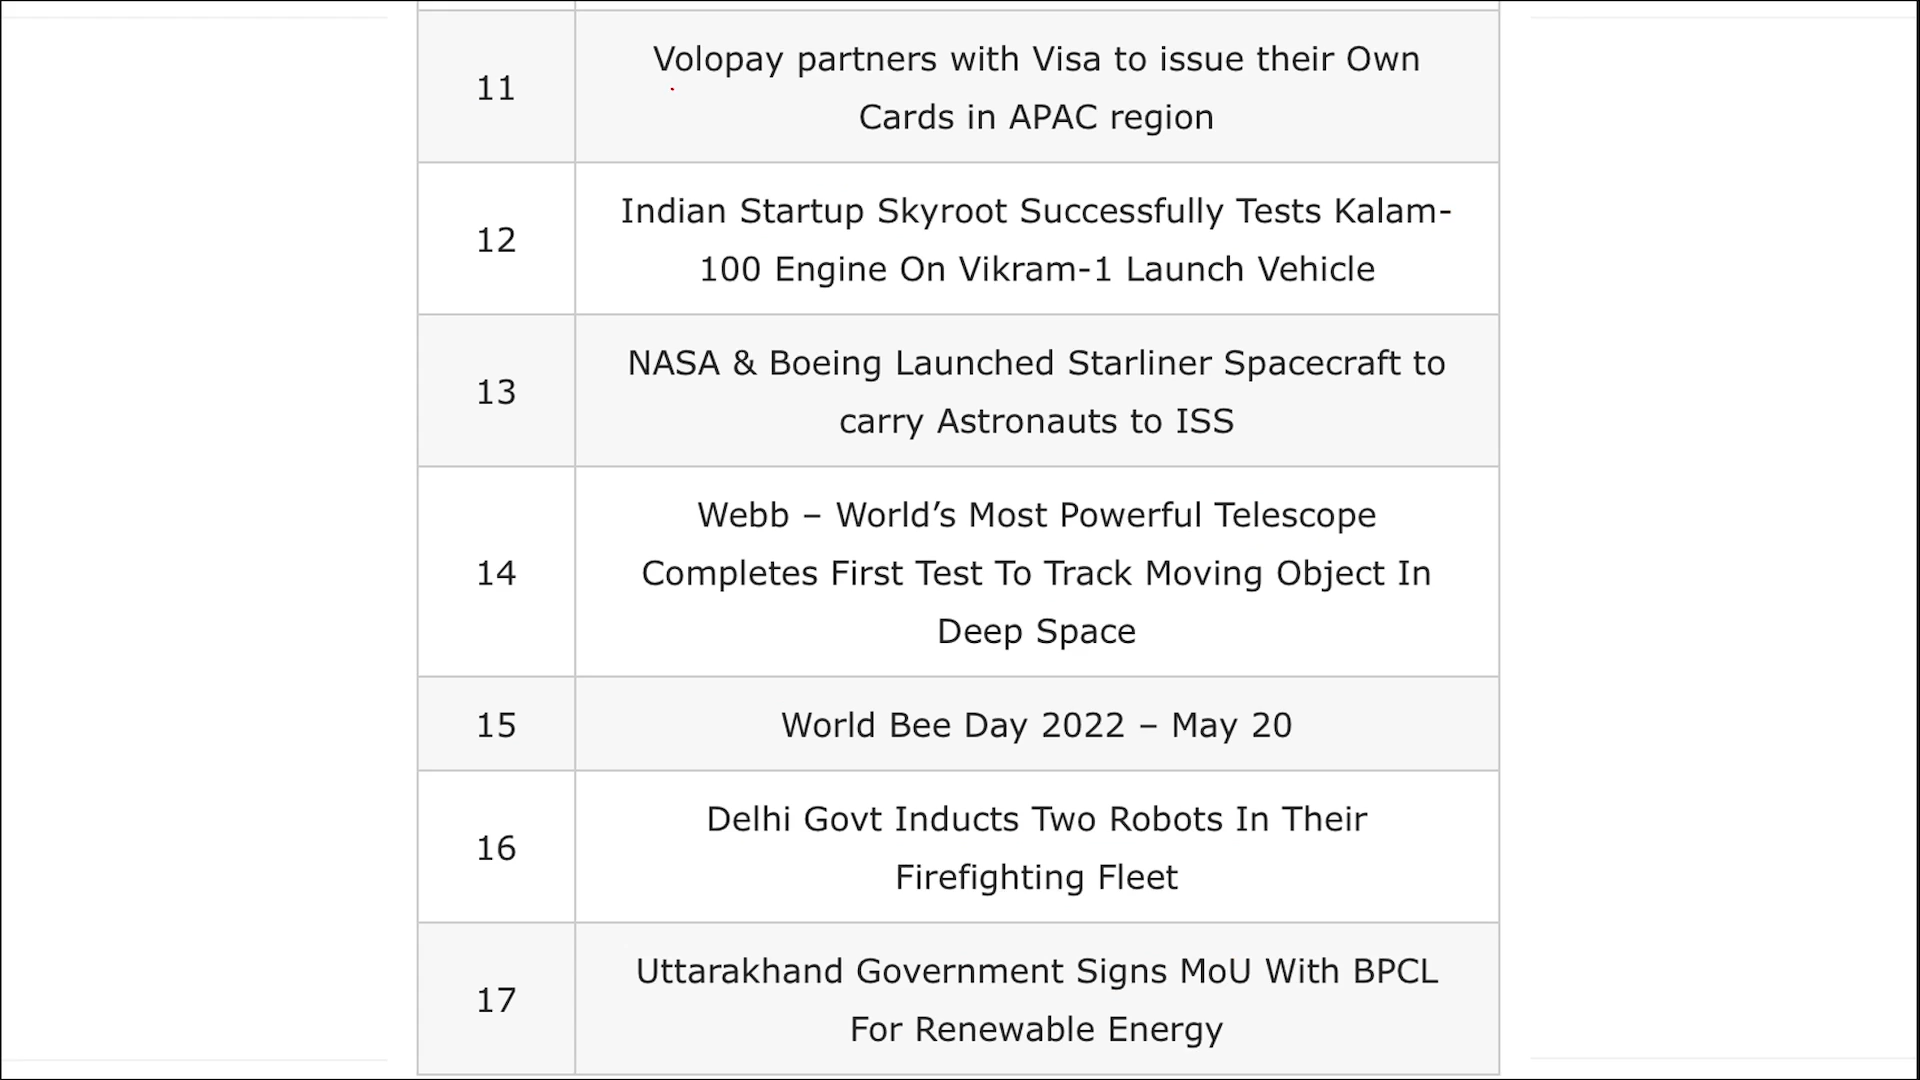 11
Volopay partners with Visa to issue their Own
Cards in APAC region
12
Indian Startup Skyroot Successfully Tests Kalam-
100 Engine On Vikram-1 Launch Vehicle
13
NASA & Boeing Launched Starliner Spacecraft to
carry Astronauts to ISS
14
Webb – World’s Most Powerful Telescope
Completes First Test To Track Moving Object In
Deep Space
15
World Bee Day 2022 – May 20
16
Delhi Govt Inducts Two Robots In Their
Firefighting Fleet
17
Uttarakhand Government Signs MoU With BPCL
For Renewable Energy